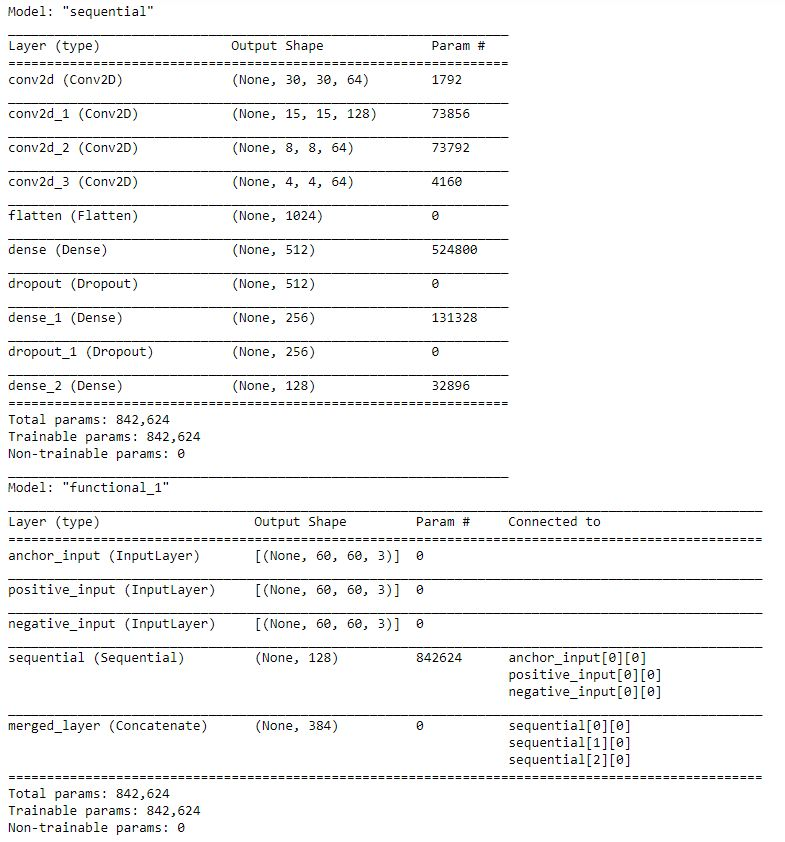 Model: "sequential"
Layer (type) Output Shape Param #
conv2d (Conv2D) (None, 30, 30, 64) 1792
conv2d_1 (Conv2D) (None, 15, 15, 128) 73856
conv2d_2 (Conv2D) (None, 8, 8, 64) 73792
conv2d_3 (Conv2D) (None, 4, 4, 64) 4160
flatten (Flatten) (None, 1024) 0
dense (Dense) (None, 512) 524800
dropout (Dropout) (None, 512) 0
dense_1 (Dense) (None, 256) 131328
dropout_1 (Dropout) (None, 256) 0
dense_2 (Dense) (None, 128) 32896
Total params: 842,624
Trainable params: 842,624
Non-trainable params: 0
Model: "functional_1"
Layer (type) Output Shape Param # Connected to
anchor_input (InputLayer) [(None, 60, 60, 3)] 0
positive_input (InputLayer) [(None, 60, 60, 3)] 0
negative_input (InputLayer) [(None, 60, 60, 3)] 0
sequential (Sequential) (None, 128) 842624 anchor_input[0][0]
positive_input[0][0]
negative_input[0][0]
merged_layer (Concatenate) (None, 384) 0 sequential[0][0]
sequential[1][0]
sequential[2][0]
Total params: 842,624
Trainable params: 842,624
Non-trainable params: 0